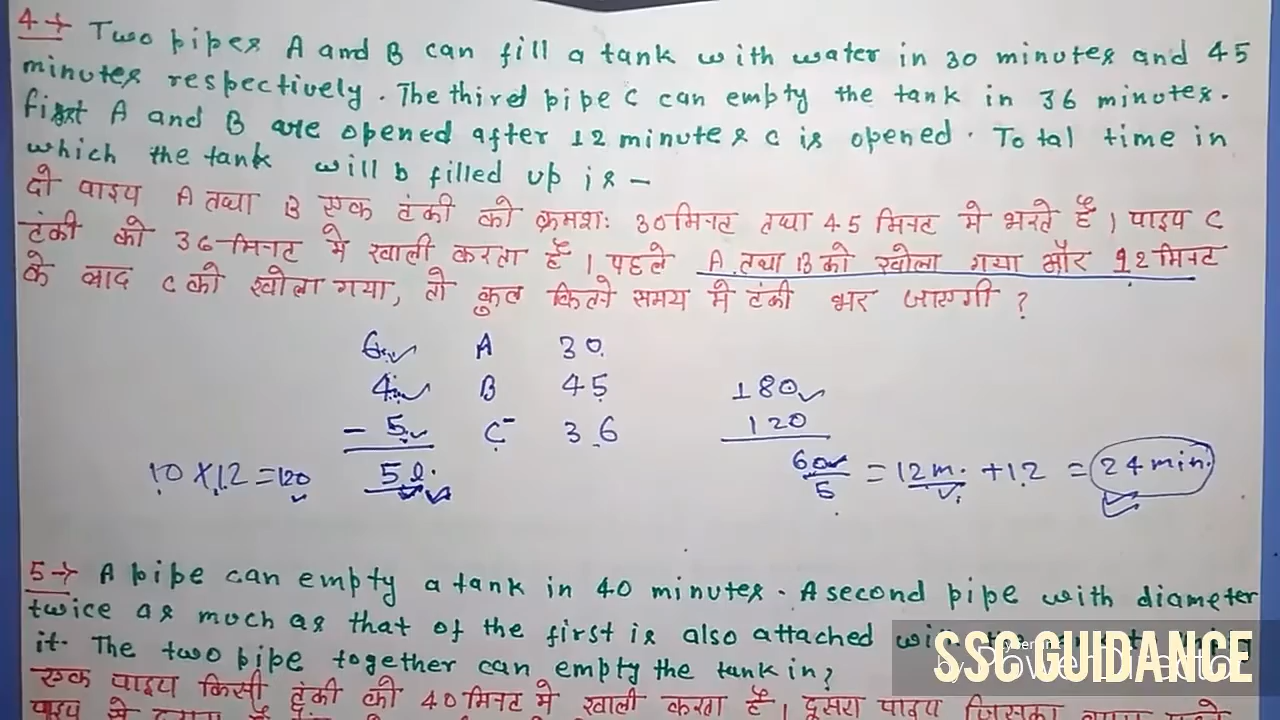 4→ Two pipes A and B can fill a tank with water in 30 minutes and 45
minutes respectively. The third pipe C can empty the tank in 36 minutes.
first A and B are opened after 12 minutes C is opened. Total time in
which the tank will b filled up is –
दो पाइप A तथा B एक टंकी को क्रमशः 30 मिनट तथा 45 मिनट मे भरते हैं। पाइप C
टंकी को 36 मिनट मे खाली करता हैं। पहले A तथा B को खोला गया और 12 मिनट
के बाद C को खोला गया, तो कुल कितने समय मे टंकी भर जाएगी ?
6 A 30
4 B 45 180
- 5 C- 36 120
10 X 12 = 120 5l. 60/5 = 12m. + 12 = 24 min.
5→ A pipe can empty a tank in 40 minutes. A second pipe with diameter
twice as much as that of the first is also attached
it. The two pipe together can empty the tank in?
SSC GUIDANCE
एक पाइप किसी टंकी को 40 मिनट मे खाली करता हैं। दूसरा पाइप जिसका